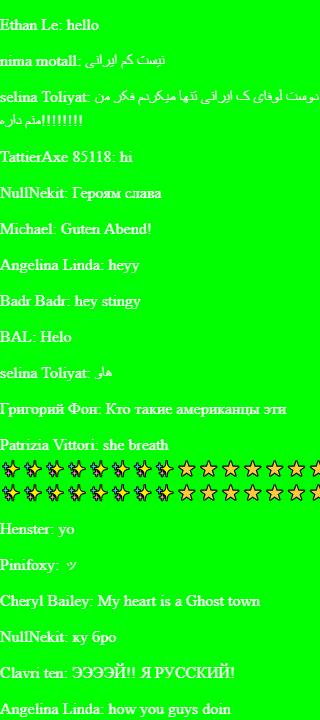 Ethan Le: hello
nima motall: نیست کم ایرانی
selina Toliyat: دوست لوفای ک ایرانی تنها میکردم فکر من
منم داره!!!!!!!!
TattierAxe 85118: hi
NullNekit: Героям слава
Michael: Guten Abend!
Angelina Linda: heyy
Badr Badr: hey stingy
BAL: Helo
selina Toliyat: های
Григорий Фон: Кто такие американцы эти
Patrizia Vittori: she breath
✨✨✨✨✨✨✨✨⭐⭐⭐⭐⭐⭐⭐
✨✨✨✨✨✨✨✨⭐⭐⭐⭐⭐⭐⭐
Henster: yo
Pinifoxy: ッ
Cheryl Bailey: My heart is a Ghost town
NullNekit: ку бро
Clavri ten: ЭЭЭЭЙ!! Я РУССКИЙ!
Angelina Linda: how you guys doin